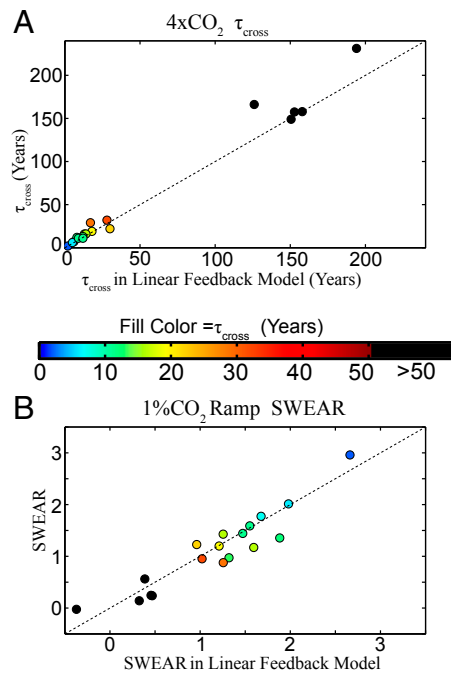 A
4xCO₂ τcross
200
150
100
50
0
τcross (Years)
0 50 100 150 200
τcross in Linear Feedback Model (Years)
Fill Color =τcross (Years)
0 10 20 30 40 50 >50
B
1%CO₂ Ramp SWEAR
3
2
1
0
SWEAR
0 1 2 3
SWEAR in Linear Feedback Model